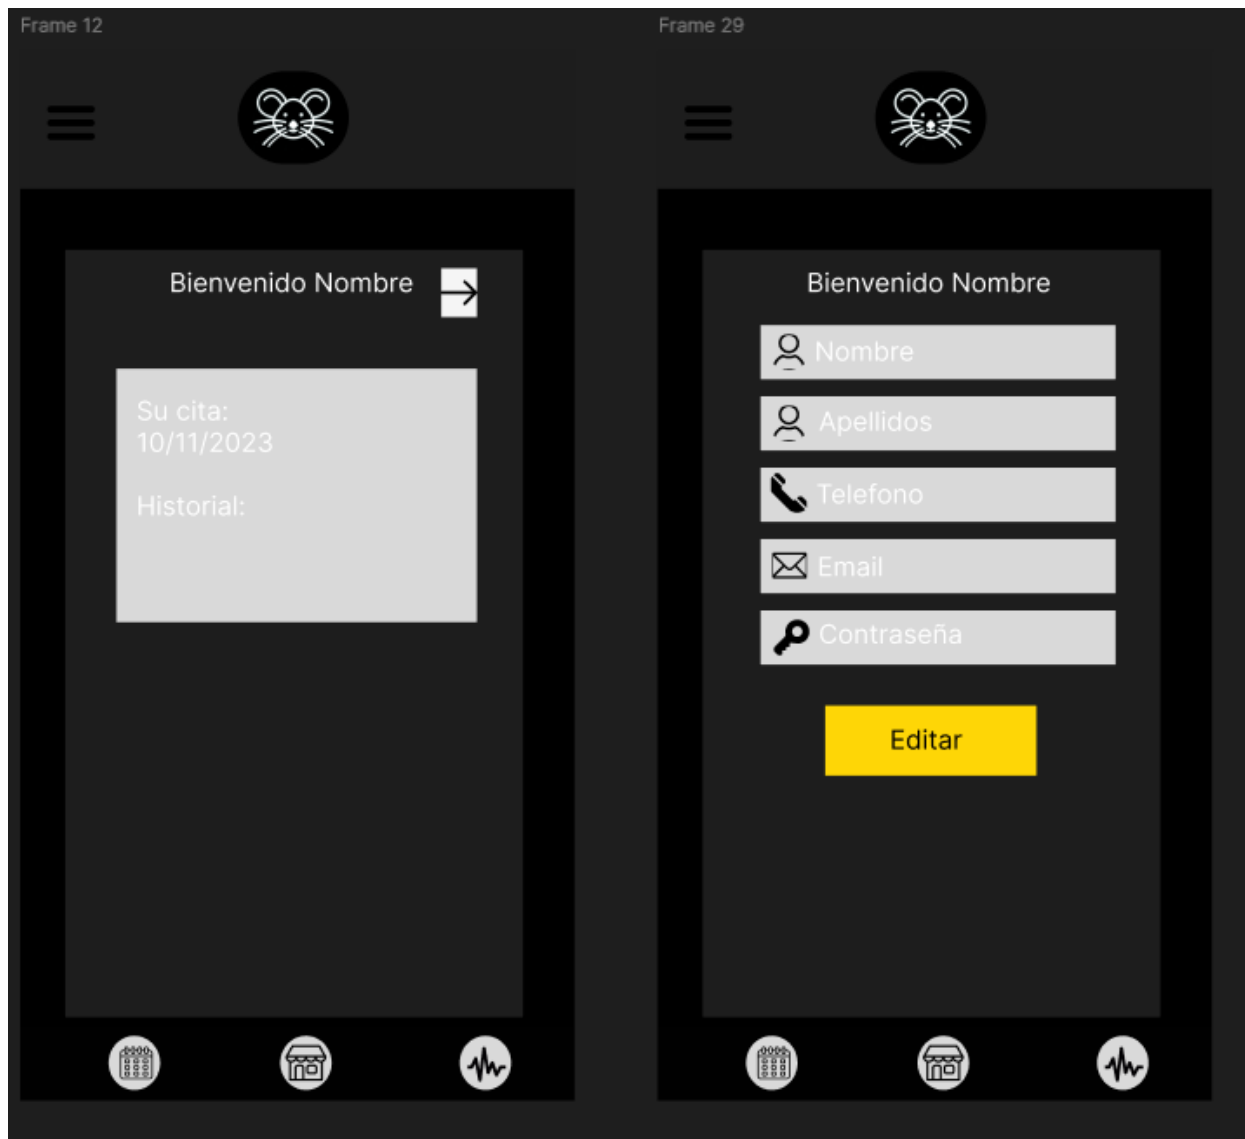 Frame 12
Bienvenido Nombre
Su cita:
10/11/2023
Historial:
Frame 29
Bienvenido Nombre
Nombre
Apellidos
Telefono
Email
Contraseña
Editar